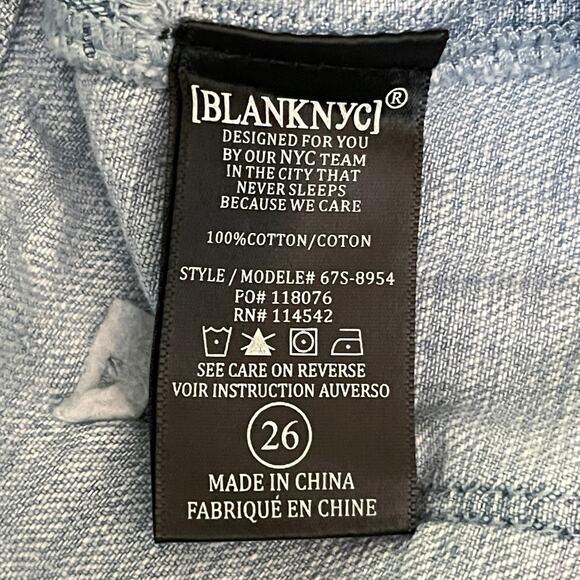 [BLANKNYC]®
DESIGNED FOR YOU
BY OUR NYC TEAM
IN THE CITY THAT
NEVER SLEEPS
BECAUSE WE CARE
100%COTTON/COTON
STYLE / MODELE# 67S-8954
PO# 118076
RN# 114542
SEE CARE ON REVERSE
VOIR INSTRUCTION AUVERSO
26
MADE IN CHINA
FABRIQUÉ EN CHINE